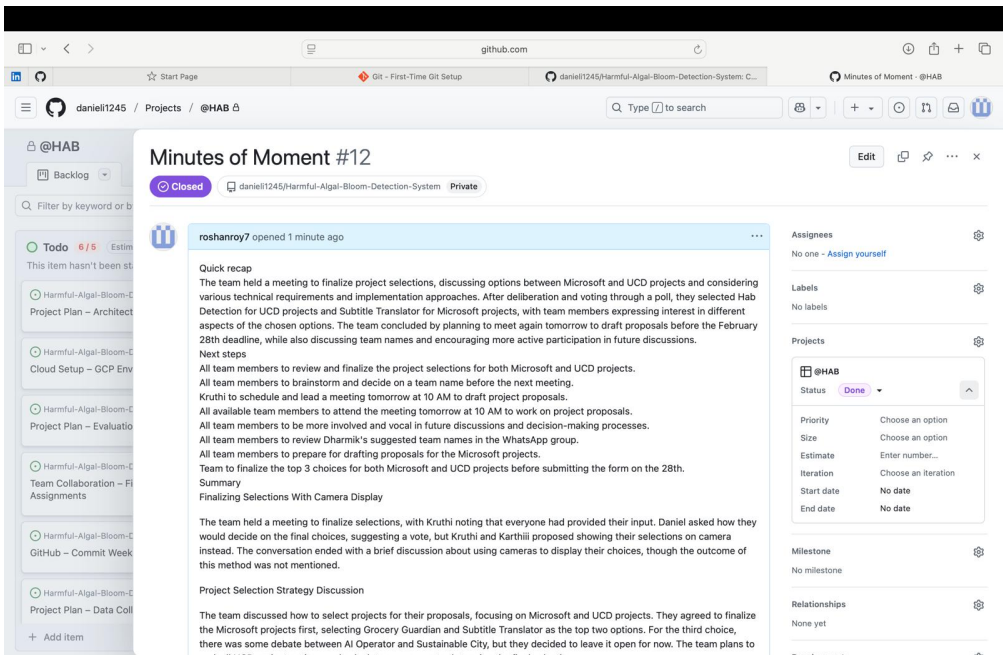 github.com
Start Page
Git - First-Time Git Setup
danieli1245/Harmful-Algal-Bloom-Detection-System: C...
Minutes of Moment · @HAB
danieli1245 / Projects / @HAB
Type / to search
@HAB
Backlog
Filter by keyword or b
Todo 6 / 5 Estim
This item hasn't been st
Harmful-Algal-Bloom-D
Project Plan – Architect
Harmful-Algal-Bloom-D
Cloud Setup – GCP Env
Harmful-Algal-Bloom-D
Project Plan – Evaluatio
Harmful-Algal-Bloom-D
Team Collaboration – Fi
Assignments
Harmful-Algal-Bloom-D
GitHub – Commit Week
Harmful-Algal-Bloom-D
Project Plan – Data Coll
+ Add item
Minutes of Moment #12
Edit
Closed
danieli1245/Harmful-Algal-Bloom-Detection-System Private
roshanroy7 opened 1 minute ago
Quick recap
The team held a meeting to finalize project selections, discussing options between Microsoft and UCD projects and considering
various technical requirements and implementation approaches. After deliberation and voting through a poll, they selected Hab
Detection for UCD projects and Subtitle Translator for Microsoft projects, with team members expressing interest in different
aspects of the chosen options. The team concluded by planning to meet again tomorrow to draft proposals before the February
28th deadline, while also discussing team names and encouraging more active participation in future discussions.
Next steps
All team members to review and finalize the project selections for both Microsoft and UCD projects.
All team members to brainstorm and decide on a team name before the next meeting.
Kruthi to schedule and lead a meeting tomorrow at 10 AM to draft project proposals.
All available team members to attend the meeting tomorrow at 10 AM to work on project proposals.
All team members to be more involved and vocal in future discussions and decision-making processes.
All team members to review Dharmik's suggested team names in the WhatsApp group.
All team members to prepare for drafting proposals for the Microsoft projects.
Team to finalize the top 3 choices for both Microsoft and UCD projects before submitting the form on the 28th.
Summary
Finalizing Selections With Camera Display
The team held a meeting to finalize selections, with Kruthi noting that everyone had provided their input. Daniel asked how they
would decide on the final choices, suggesting a vote, but Kruthi and Karthiii proposed showing their selections on camera
instead. The conversation ended with a brief discussion about using cameras to display their choices, though the outcome of
this method was not mentioned.
Project Selection Strategy Discussion
The team discussed how to select projects for their proposals, focusing on Microsoft and UCD projects. They agreed to finalize
the Microsoft projects first, selecting Grocery Guardian and Subtitle Translator as the top two options. For the third choice,
there was some debate between AI Operator and Sustainable City, but they decided to leave it open for now. The team plans to
Assignees
No one - Assign yourself
Labels
No labels
Projects
@HAB
Status Done
Priority Choose an option
Size Choose an option
Estimate Enter number...
Iteration Choose an iteration
Start date No date
End date No date
Milestone
No milestone
Relationships
None yet